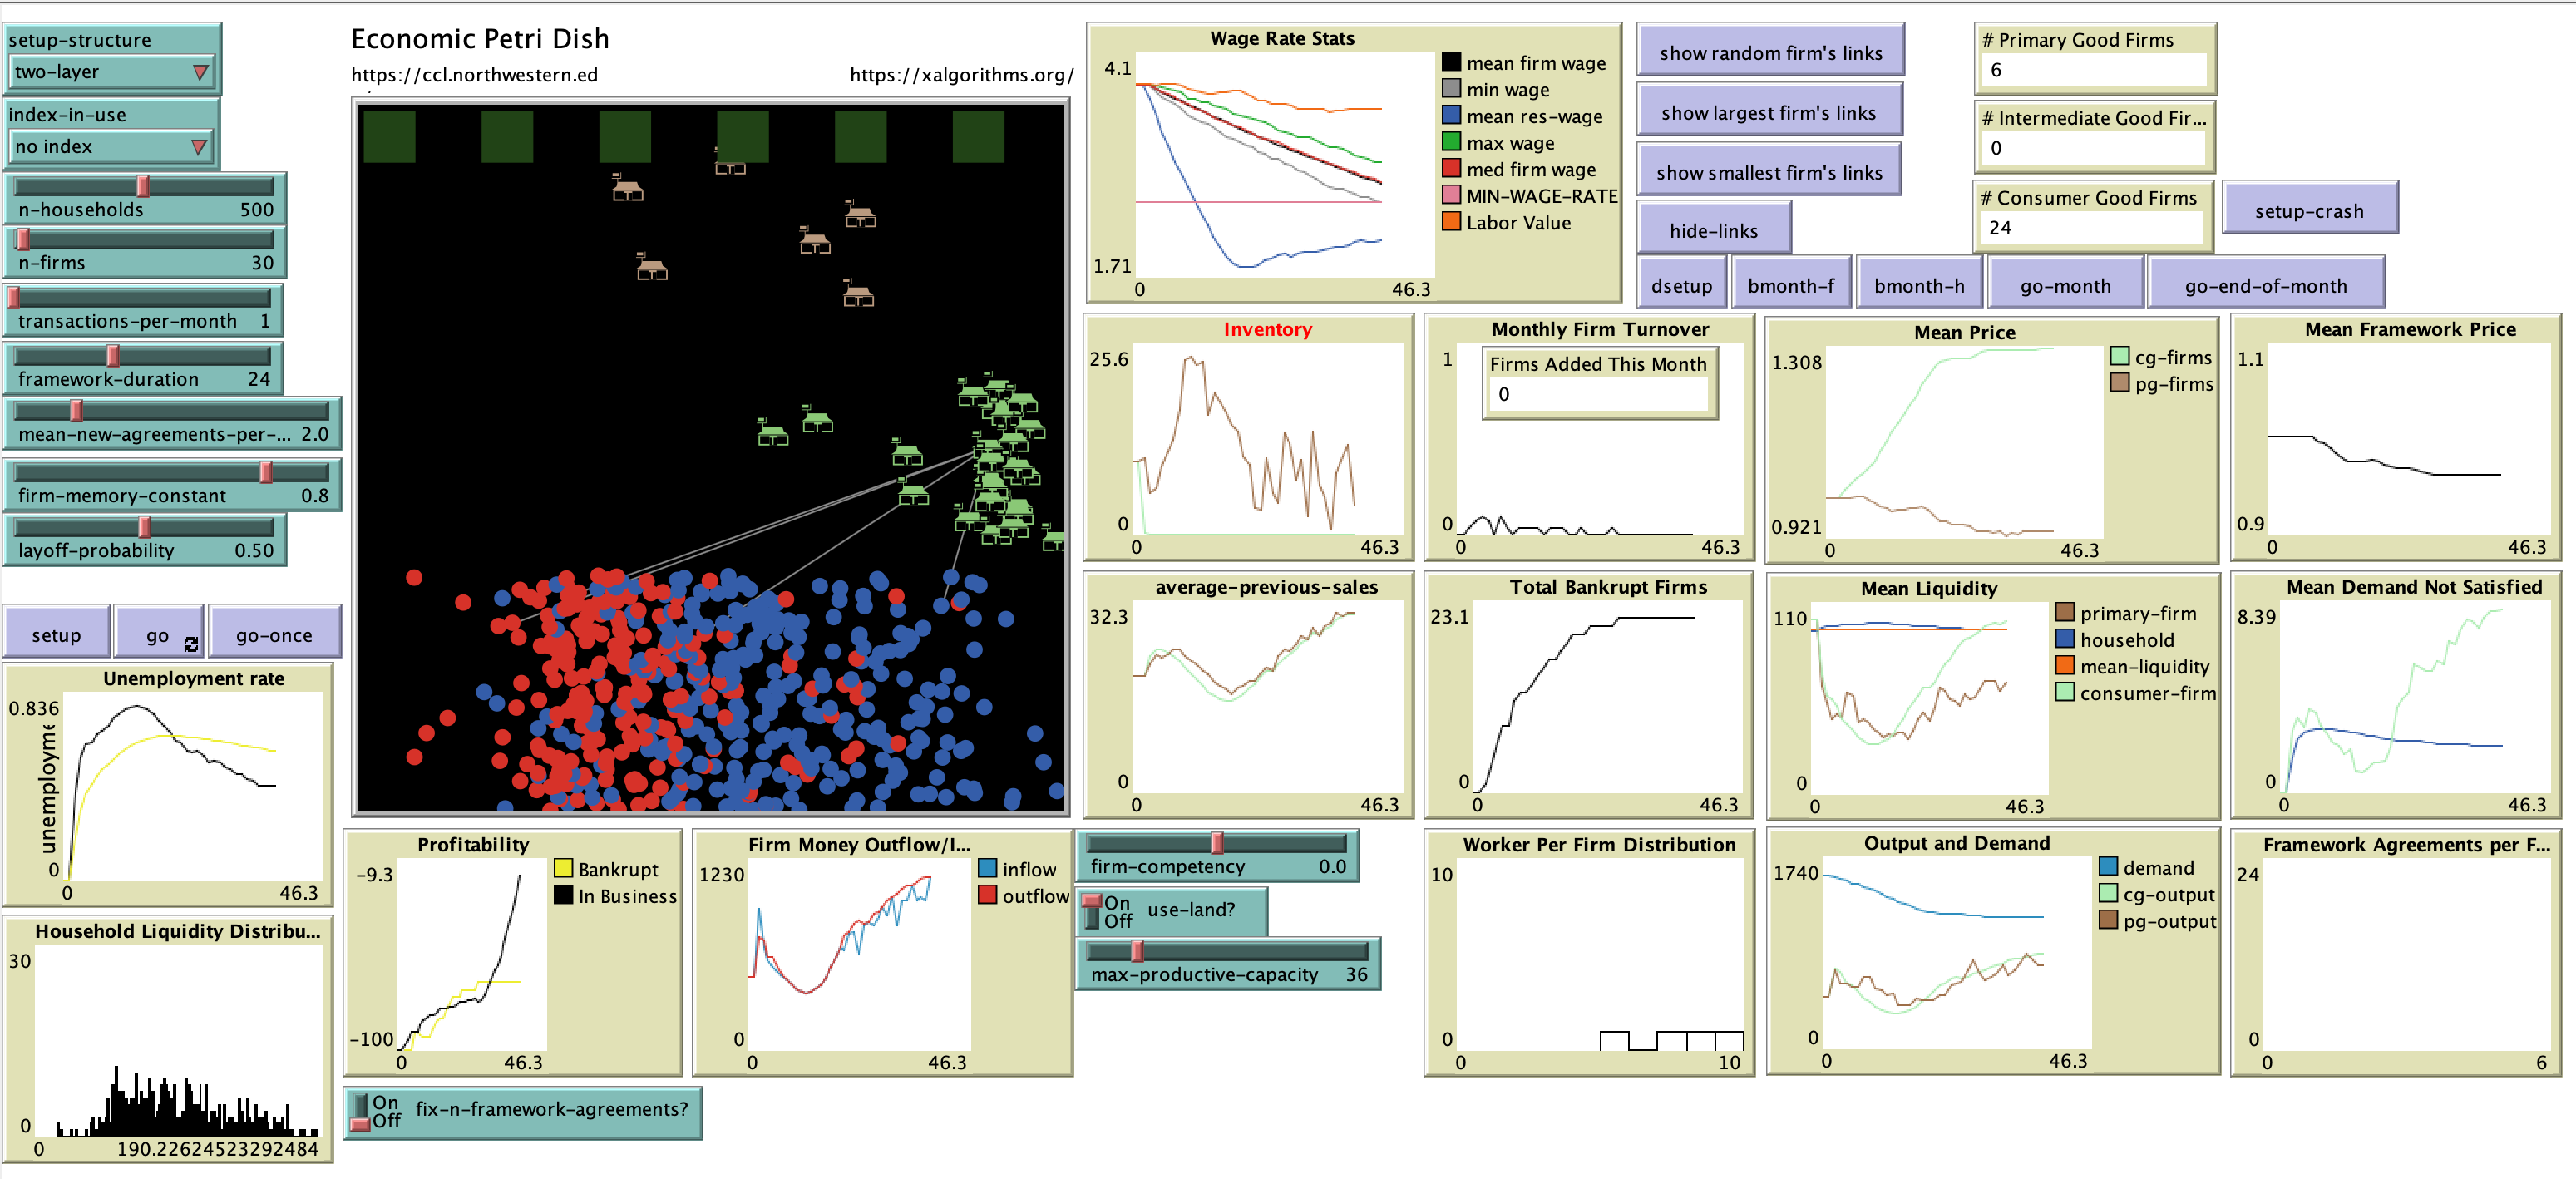 setup-structure
two-layer
index-in-use
no index
n-households 500
n-firms 30
transactions-per-month 1
framework-duration 24
mean-new-agreements-per-... 2.0
firm-memory-constant 0.8
layoff-probability 0.50
setup
go
go-once
Unemployment rate
0.836
unemployme
0
0 46.3
Household Liquidity Distribu...
30
0
0 190.22624523292484
Economic Petri Dish
https://ccl.northwestern.ed
https://xalgorithms.org/
Profitability
-9.3
-100
0 46.3
Bankrupt
In Business
Firm Money Outflow/I...
1230
0
0 46.3
inflow
outflow
On
Off
fix-n-framework-agreements?
Wage Rate Stats
4.1
1.71
0 46.3
mean firm wage
min wage
mean res-wage
max wage
med firm wage
MIN-WAGE-RATE
Labor Value
show random firm's links
show largest firm's links
show smallest firm's links
hide-links
# Primary Good Firms
6
# Intermediate Good Fir...
0
# Consumer Good Firms
24
setup-crash
dsetup
bmonth-f
bmonth-h
go-month
go-end-of-month
Inventory
25.6
0
0 46.3
Monthly Firm Turnover
1
Firms Added This Month
0
0
0 46.3
Mean Price
1.308
0.921
0 46.3
cg-firms
pg-firms
Mean Framework Price
1.1
0.9
0 46.3
average-previous-sales
32.3
0
0 46.3
Total Bankrupt Firms
23.1
0
0 46.3
Mean Liquidity
110
0
0 46.3
primary-firm
household
mean-liquidity
consumer-firm
Mean Demand Not Satisfied
8.39
0
0 46.3
firm-competency 0.0
On
Off
use-land?
max-productive-capacity 36
Worker Per Firm Distribution
10
0
0 10
Output and Demand
1740
0
0 46.3
demand
cg-output
pg-output
Framework Agreements per F...
24
0
0 6